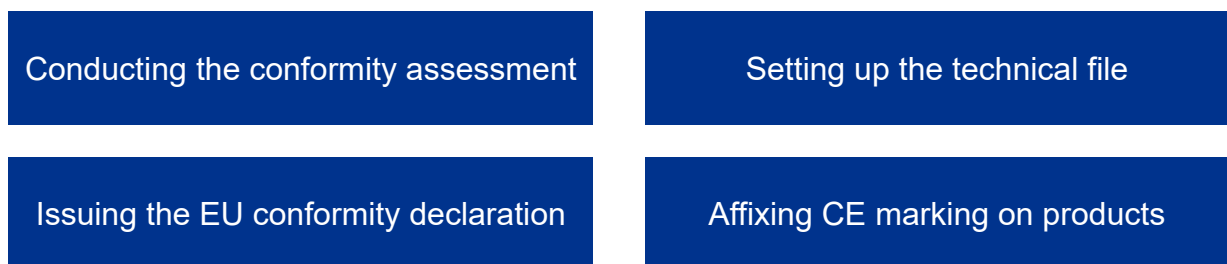 Conducting the conformity assessment
Setting up the technical file
Issuing the EU conformity declaration
Affixing CE marking on products